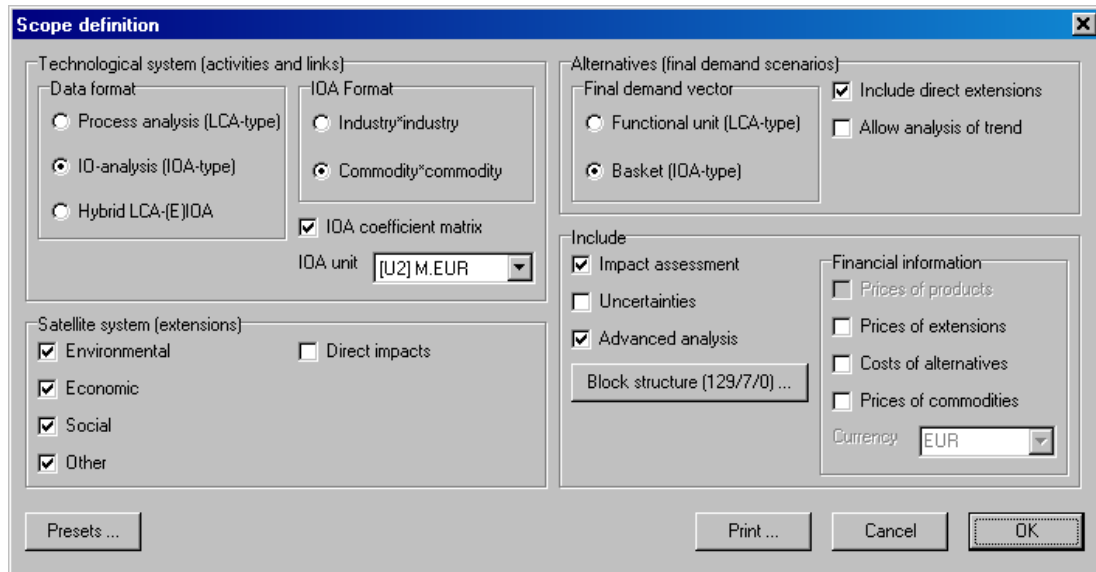 Scope definition
Technological system (activities and links)
Data format
Process analysis (LCA-type)
IO-analysis (IOA-type)
Hybrid LCA-(E)IOA
IOA Format
Industry*industry
Commodity*commodity
IOA coefficient matrix
IOA unit
[U2] M.EUR
Satellite system (extensions)
Environmental
Direct impacts
Economic
Social
Other
Alternatives (final demand scenarios)
Final demand vector
Functional unit (LCA-type)
Basket (IOA-type)
Include direct extensions
Allow analysis of trend
Include
Impact assessment
Uncertainties
Advanced analysis
Block structure (129/7/0) ...
Financial information
Prices of products
Prices of extensions
Costs of alternatives
Prices of commodities
Currency
EUR
Presets ...
Print ...
Cancel
OK